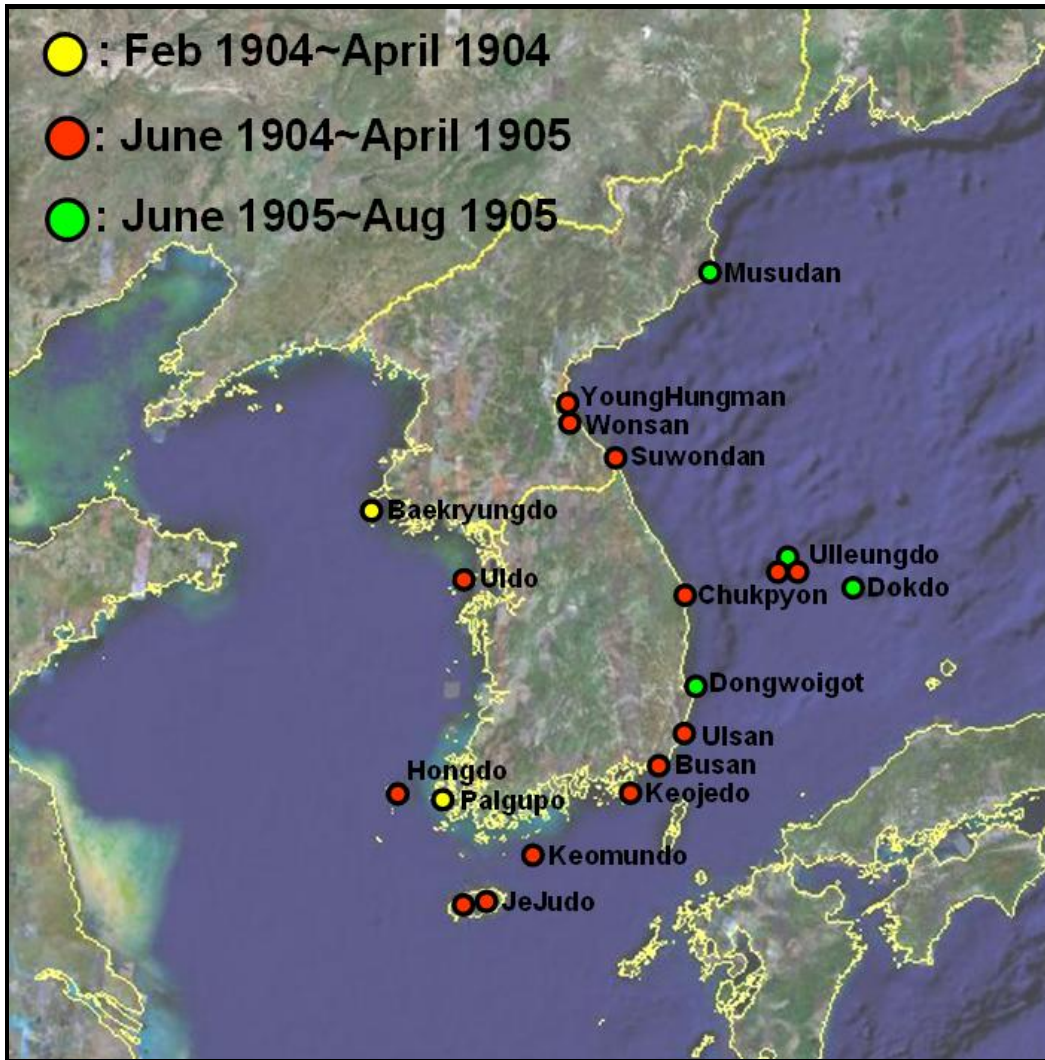 : Feb 1904~April 1904
: June 1904~April 1905
: June 1905~Aug 1905
Musudan
YoungHungman
Wonsan
Suwondan
Baekryungdo
Ulleungdo
Uldo
Chukpyon
Dokdo
Dongwoigot
Ulsan
Busan
Hongdo
Keojedo
Palgupo
Keomundo
JeJudo